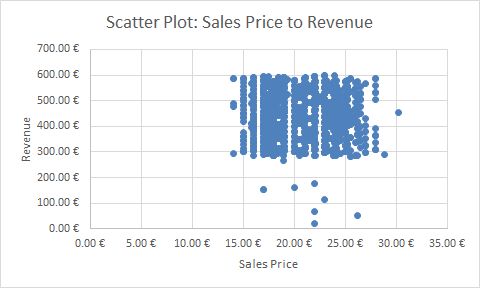 Scatter Plot: Sales Price to Revenue
700.00 €
600.00 €
500.00 €
400.00 €
300.00 €
200.00 €
100.00 €
0.00 €
Revenue
0.00 € 5.00 € 10.00 € 15.00 € 20.00 € 25.00 € 30.00 € 35.00 €
Sales Price